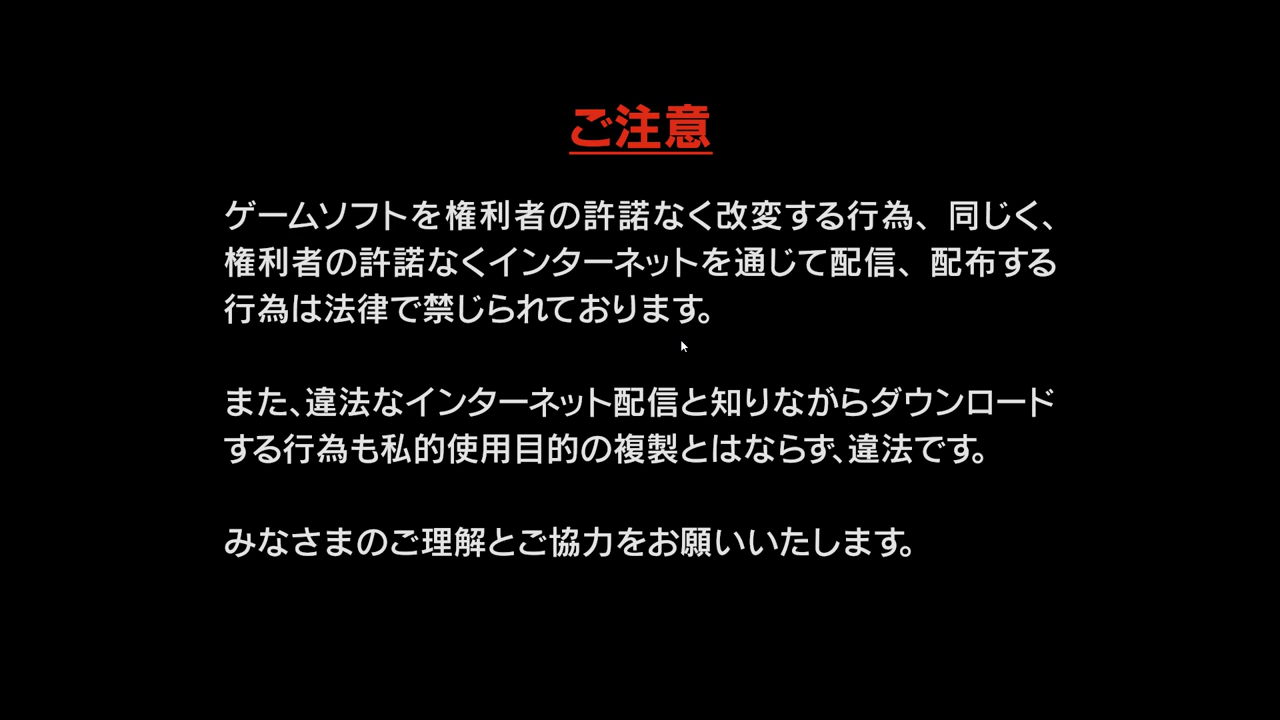 ご注意
ゲームソフトを権利者の許諾なく改変する行為、同じく、
権利者の許諾なくインターネットを通じて配信、配布する
行為は法律で禁じられております。
また、違法なインターネット配信と知りながらダウンロード
する行為も私的使用目的の複製とはならず、違法です。
みなさまのご理解とご協力をお願いいたします。